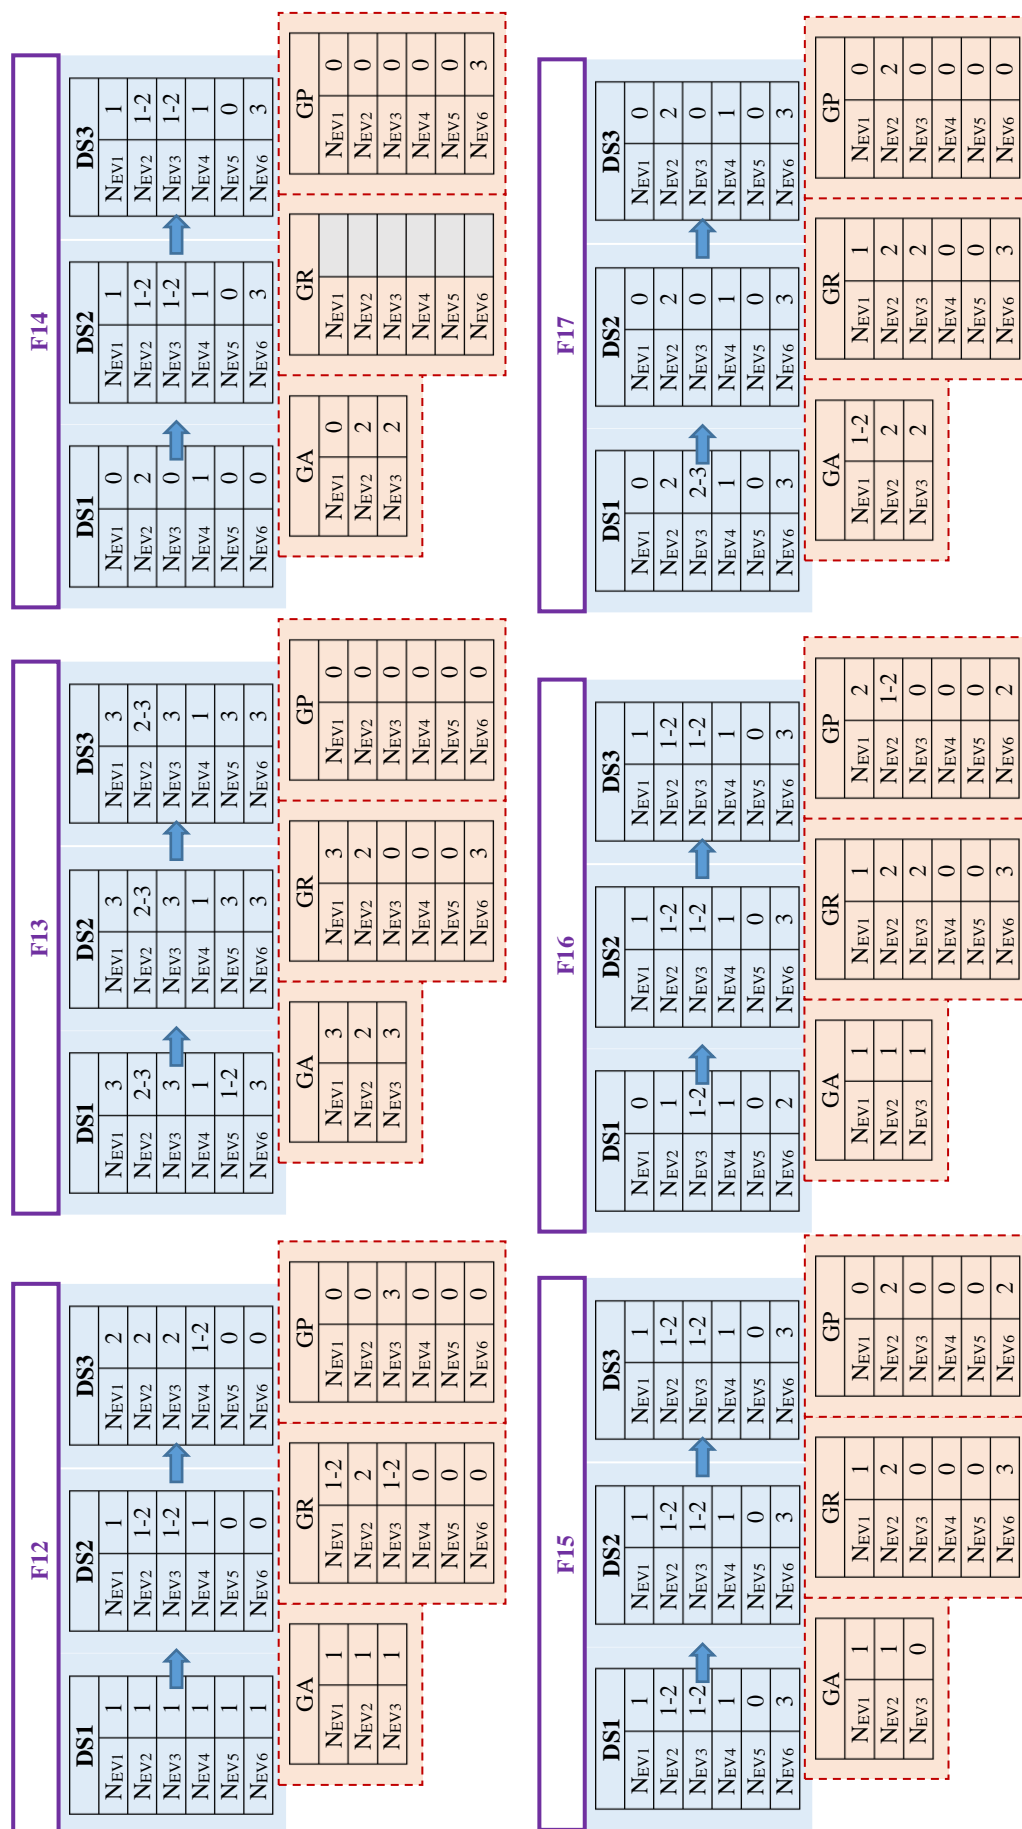 F12
DS1
NEV1 1
NEV2 1
NEV3 1
NEV4 1
NEV5 1
NEV6 1
DS2
NEV1 1
NEV2 1-2
NEV3 1-2
NEV4 1
NEV5 0
NEV6 0
DS3
NEV1 2
NEV2 2
NEV3 2
NEV4 1-2
NEV5 0
NEV6 0
GA
NEV1 1
NEV2 1
NEV3 1
GR
NEV1 1-2
NEV2 2
NEV3 1-2
NEV4 0
NEV5 0
NEV6 0
GP
NEV1 0
NEV2 0
NEV3 3
NEV4 0
NEV5 0
NEV6 0
F13
DS1
NEV1 3
NEV2 2-3
NEV3 3
NEV4 1
NEV5 1-2
NEV6 3
DS2
NEV1 3
NEV2 2-3
NEV3 3
NEV4 1
NEV5 3
NEV6 3
DS3
NEV1 3
NEV2 2-3
NEV3 3
NEV4 1
NEV5 3
NEV6 3
GA
NEV1 3
NEV2 2
NEV3 3
GR
NEV1 3
NEV2 2
NEV3 0
NEV4 0
NEV5 0
NEV6 3
GP
NEV1 0
NEV2 0
NEV3 0
NEV4 0
NEV5 0
NEV6 0
F14
DS1
NEV1 0
NEV2 2
NEV3 0
NEV4 1
NEV5 0
NEV6 0
DS2
NEV1 1
NEV2 1-2
NEV3 1-2
NEV4 1
NEV5 0
NEV6 3
DS3
NEV1 1
NEV2 1-2
NEV3 1-2
NEV4 1
NEV5 0
NEV6 3
GA
NEV1 0
NEV2 2
NEV3 2
GR
NEV1
NEV2
NEV3
NEV4
NEV5
NEV6
GP
NEV1 0
NEV2 0
NEV3 0
NEV4 0
NEV5 0
NEV6 3
F15
DS1
NEV1 1
NEV2 1-2
NEV3 1-2
NEV4 1
NEV5 0
NEV6 3
DS2
NEV1 1
NEV2 1-2
NEV3 1-2
NEV4 1
NEV5 0
NEV6 3
DS3
NEV1 1
NEV2 1-2
NEV3 1-2
NEV4 1
NEV5 0
NEV6 3
GA
NEV1 1
NEV2 1
NEV3 0
GR
NEV1 1
NEV2 2
NEV3 0
NEV4 0
NEV5 0
NEV6 3
GP
NEV1 0
NEV2 2
NEV3 0
NEV4 0
NEV5 0
NEV6 2
F16
DS1
NEV1 0
NEV2 1
NEV3 1-2
NEV4 1
NEV5 0
NEV6 2
DS2
NEV1 1
NEV2 1-2
NEV3 1-2
NEV4 1
NEV5 0
NEV6 3
DS3
NEV1 1
NEV2 1-2
NEV3 1-2
NEV4 1
NEV5 0
NEV6 3
GA
NEV1 1
NEV2 1
NEV3 1
GR
NEV1 1
NEV2 2
NEV3 2
NEV4 0
NEV5 0
NEV6 3
GP
NEV1 2
NEV2 1-2
NEV3 0
NEV4 0
NEV5 0
NEV6 2
F17
DS1
NEV1 0
NEV2 2
NEV3 2-3
NEV4 1
NEV5 0
NEV6 3
DS2
NEV1 0
NEV2 2
NEV3 0
NEV4 1
NEV5 0
NEV6 3
DS3
NEV1 0
NEV2 2
NEV3 0
NEV4 1
NEV5 0
NEV6 3
GA
NEV1 1-2
NEV2 2
NEV3 2
GR
NEV1 1
NEV2 2
NEV3 2
NEV4 0
NEV5 0
NEV6 3
GP
NEV1 0
NEV2 2
NEV3 0
NEV4 0
NEV5 0
NEV6 0